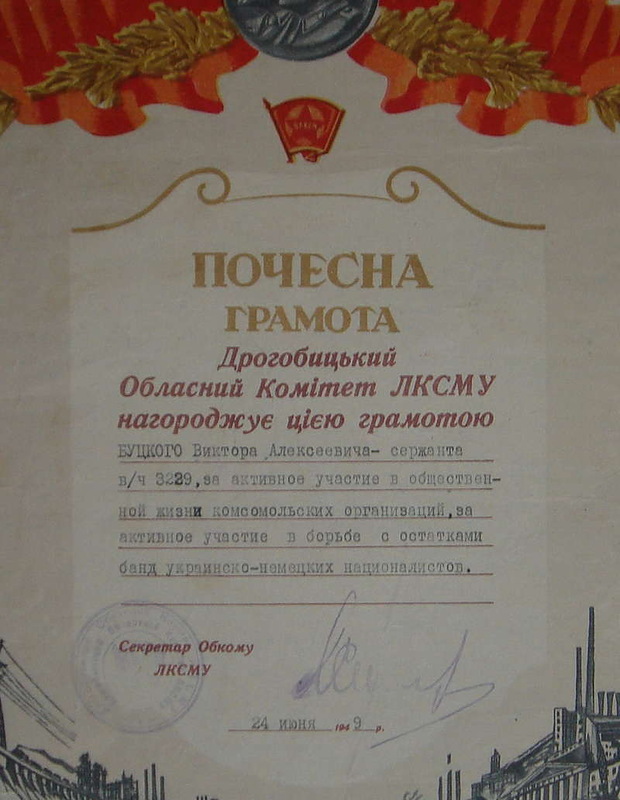 ПОЧЕСНА
ГРАМОТА
Дрогобицький
Обласний Комітет ЛКСМУ
нагороджує цією грамотою
БУЦКОГО Виктора Алексеевича- сержанта
в/ч 3229,за активное участие в обществен-
ной жизни комсомольских организаций,за
активное участие в борьбе с остатками
банд украинско-немецких националистов.
Секретар Обкому
ЛКСМУ
24 июня 1949 р.